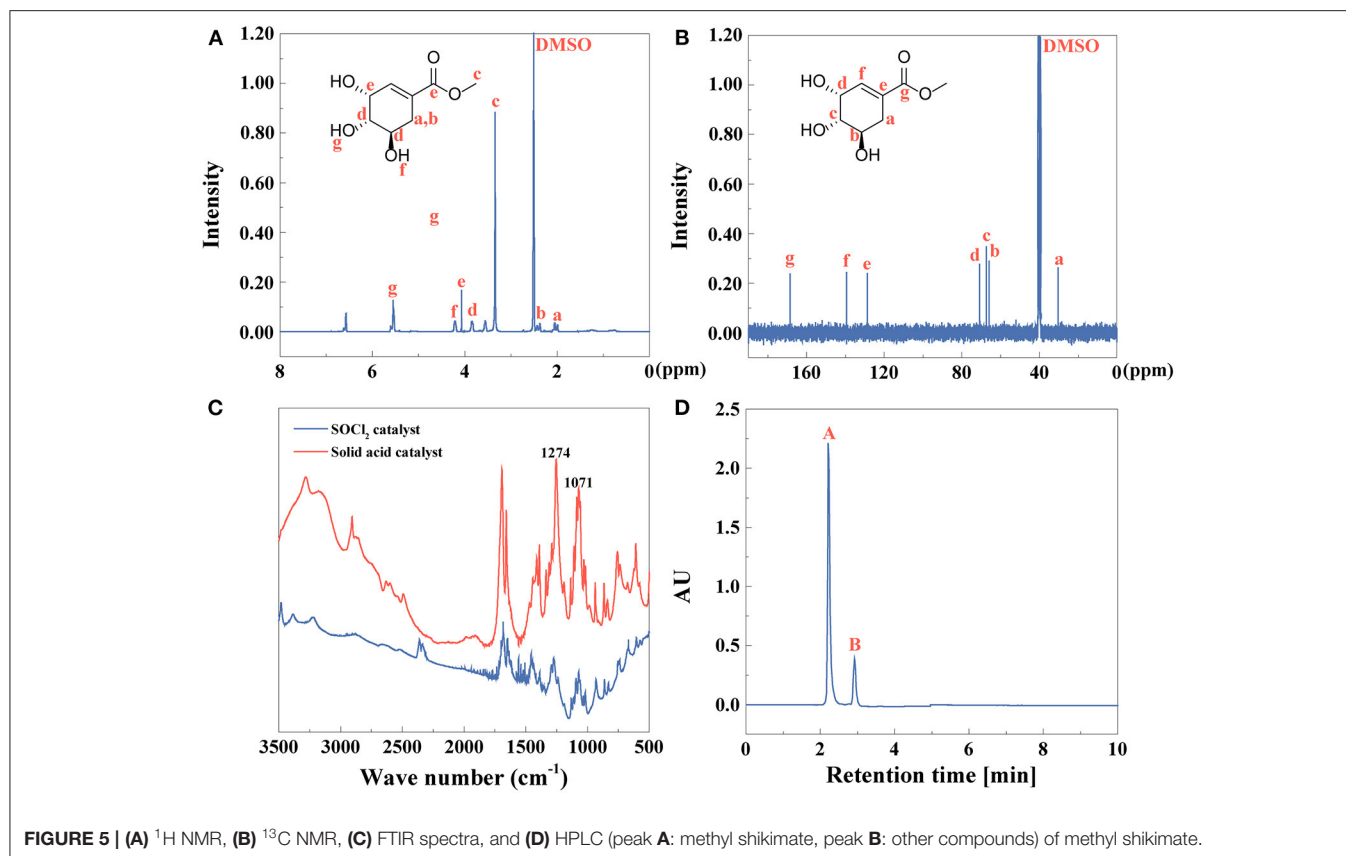 A
1.20
1.00
0.80
0.60
0.40
0.20
0.00
Intensity
DMSO
O
c
HO
e
e
O
c
d
a,b
HO
d
g
OH
f
g
g
e
f
d
b
a
8
6
4
2
0 (ppm)
B
1.20
1.00
0.80
0.60
0.40
0.20
0.00
Intensity
DMSO
O
HO
d
f
e
g
O
c
a
HO
b
OH
g
f
e
d
c
b
a
160
120
80
40
0 (ppm)
C
SOCl2 catalyst
Solid acid catalyst
1274
1071
3500 3000 2500 2000 1500 1000 500
Wave number (cm-1)
D
2.5
2.0
1.5
1.0
0.5
0.0
AU
A
B
0 2 4 6 8 10
Retention time [min]
FIGURE 5 | (A) 1H NMR, (B) 13C NMR, (C) FTIR spectra, and (D) HPLC (peak A: methyl shikimate, peak B: other compounds) of methyl shikimate.